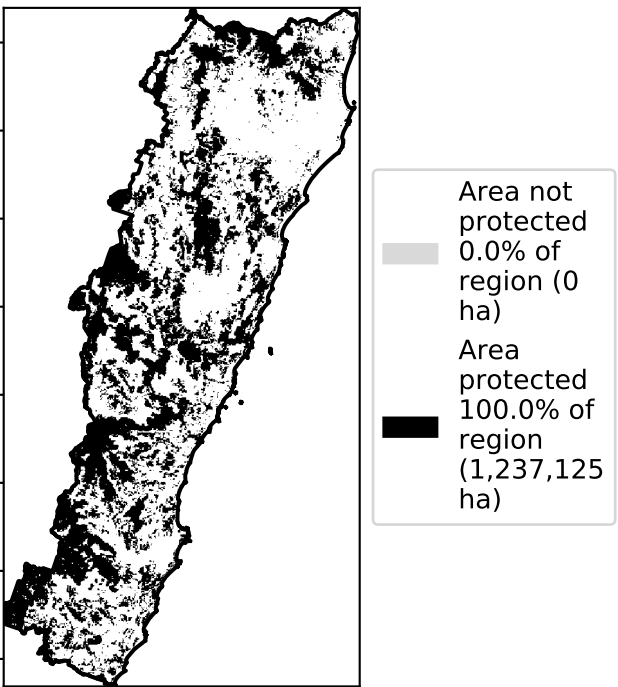 Area not
protected
0.0% of
region (0
ha)
Area
protected
100.0% of
region
(1,237,125
ha)